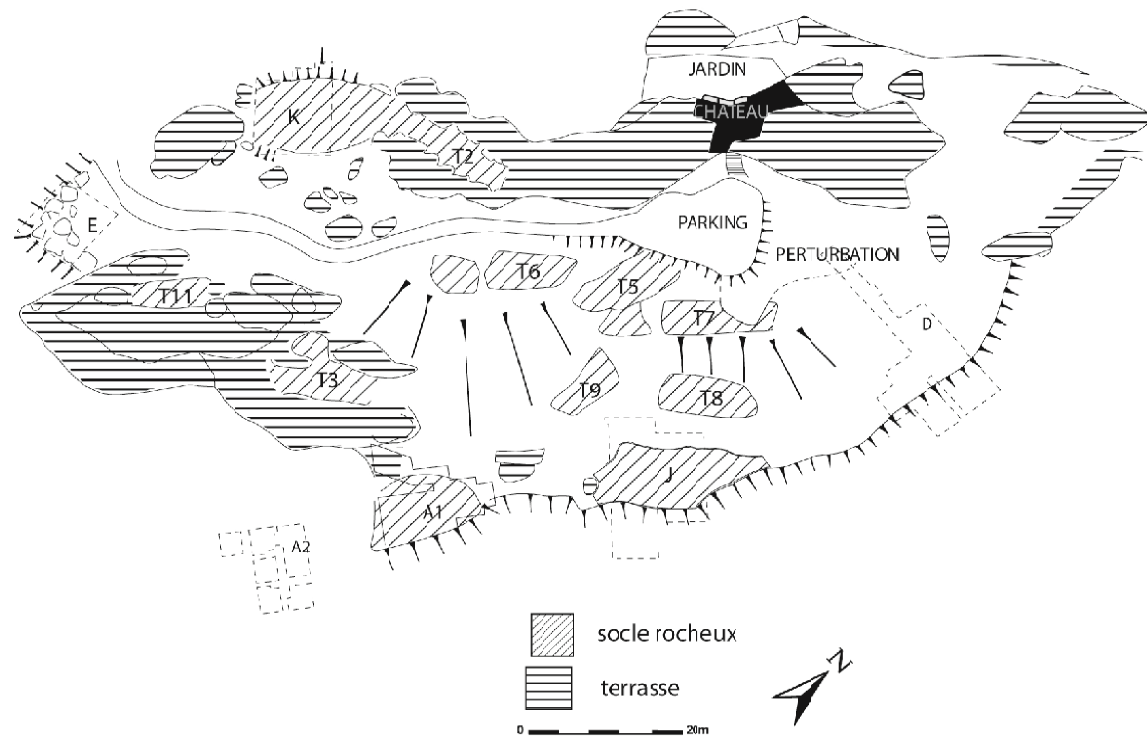 JARDIN
CHATEAU
K
T2
E
PARKING
PERTURBATION
T6
T5
T11
T7
D
T3
T9
T8
J
A1
A2
socle rocheux
terrasse
N
0 20m